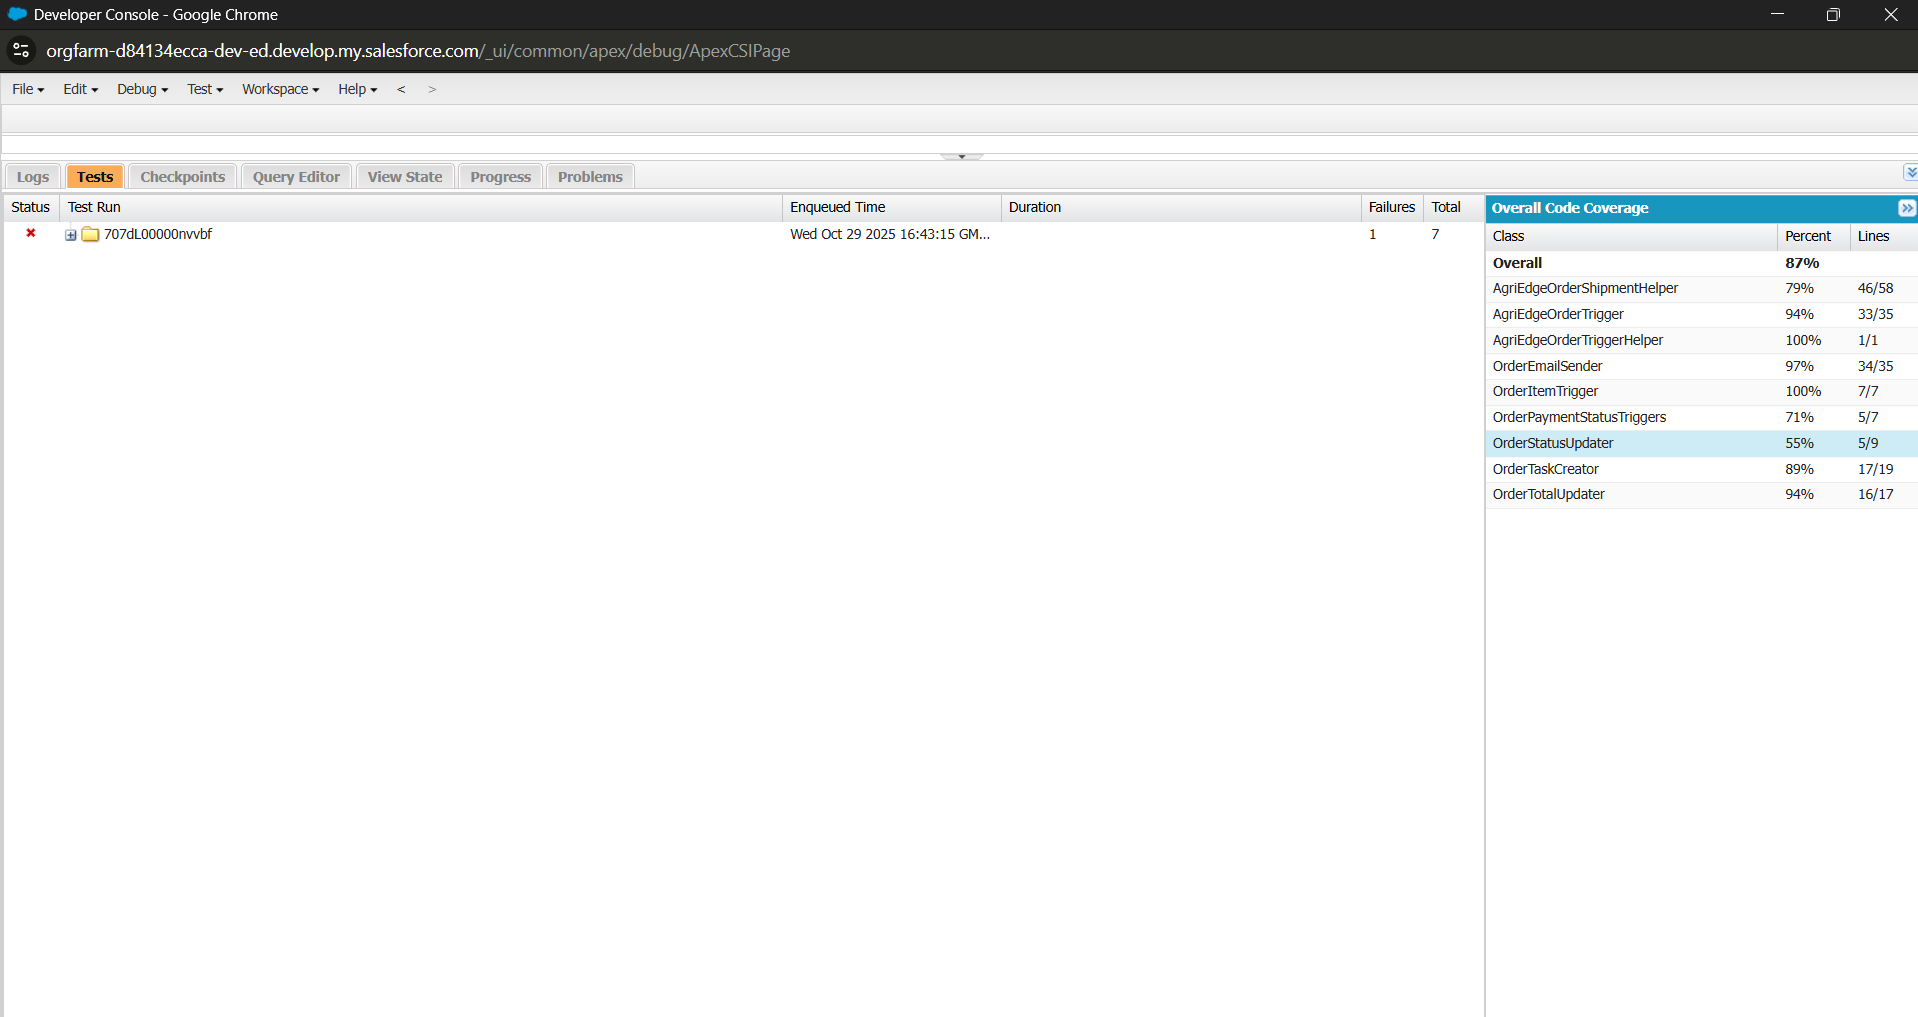 Developer Console - Google Chrome
orgfarm-d84134ecca-dev-ed.develop.my.salesforce.com/_ui/common/apex/debug/ApexCSIPage
File Edit Debug Test Workspace Help < >
Logs Tests Checkpoints Query Editor View State Progress Problems
Status Test Run Enqueued Time Duration Failures Total
707dL00000nvvbf Wed Oct 29 2025 16:43:15 GM... 1 7
Overall Code Coverage
Class Percent Lines
Overall 87%
AgriEdgeOrderShipmentHelper 79% 46/58
AgriEdgeOrderTrigger 94% 33/35
AgriEdgeOrderTriggerHelper 100% 1/1
OrderEmailSender 97% 34/35
OrderItemTrigger 100% 7/7
OrderPaymentStatusTriggers 71% 5/7
OrderStatusUpdater 55% 5/9
OrderTaskCreator 89% 17/19
OrderTotalUpdater 94% 16/17